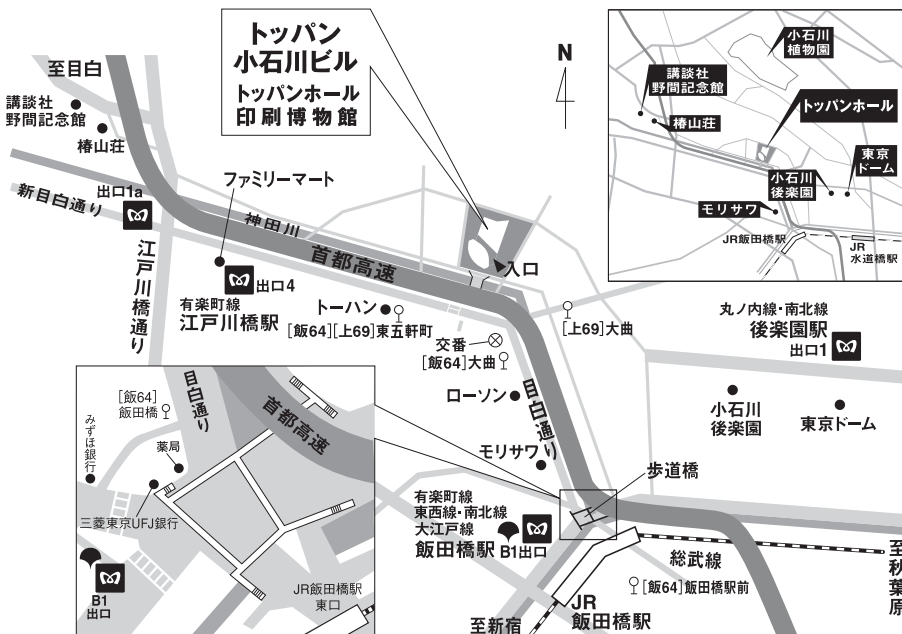 至目白
講談社
野間記念館
椿山荘
新目白通り
出口1a
江戸川橋通り
ファミリーマート
神田川
首都高速
出口4
有楽町線
江戸川橋駅
トッパン
小石川ビル
トッパンホール
印刷博物館
N
入口
トーハン
[飯64][上69]東五軒町
交番
[飯64]大曲
[上69]大曲
ローソン
目白通り
モリサワ
歩道橋
有楽町線
東西線・南北線
大江戸線
飯田橋駅
B1出口
総武線
[飯64]飯田橋駅前
JR
飯田橋駅
至新宿
至秋葉原
丸ノ内線・南北線
後楽園駅
出口1
小石川
後楽園
東京ドーム
小石川
植物園
講談社
野間記念館
椿山荘
トッパンホール
東京
ドーム
小石川
後楽園
モリサワ
JR飯田橋駅
JR
水道橋駅
[飯64]
飯田橋
目白通り
首都高速
みずほ銀行
薬局
三菱東京UFJ銀行
B1
出口
JR飯田橋駅
東口